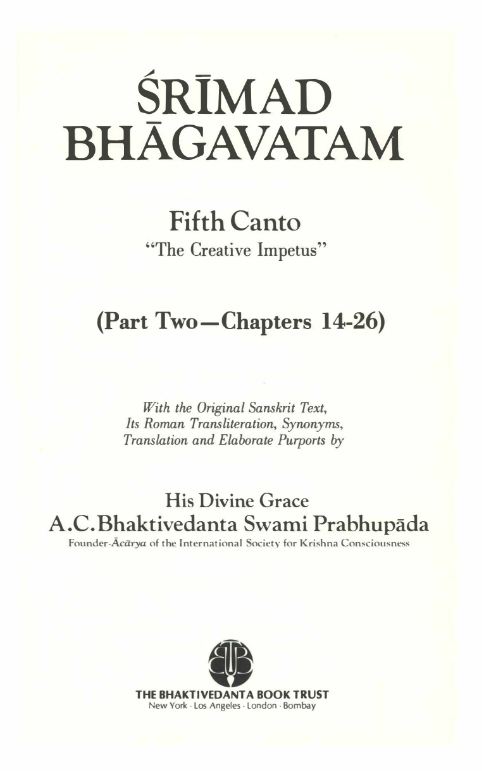 ŚRĪMAD
BHĀGAVATAM
Fifth Canto
“The Creative Impetus”
(Part Two—Chapters 14-26)
With the Original Sanskrit Text,
Its Roman Transliteration, Synonyms,
Translation and Elaborate Purports by
His Divine Grace
A.C.Bhaktivedanta Swami Prabhupāda
Founder-Ācārya of the International Society for Krishna Consciousness
BBT
THE BHAKTIVEDANTA BOOK TRUST
New York · Los Angeles · London · Bombay